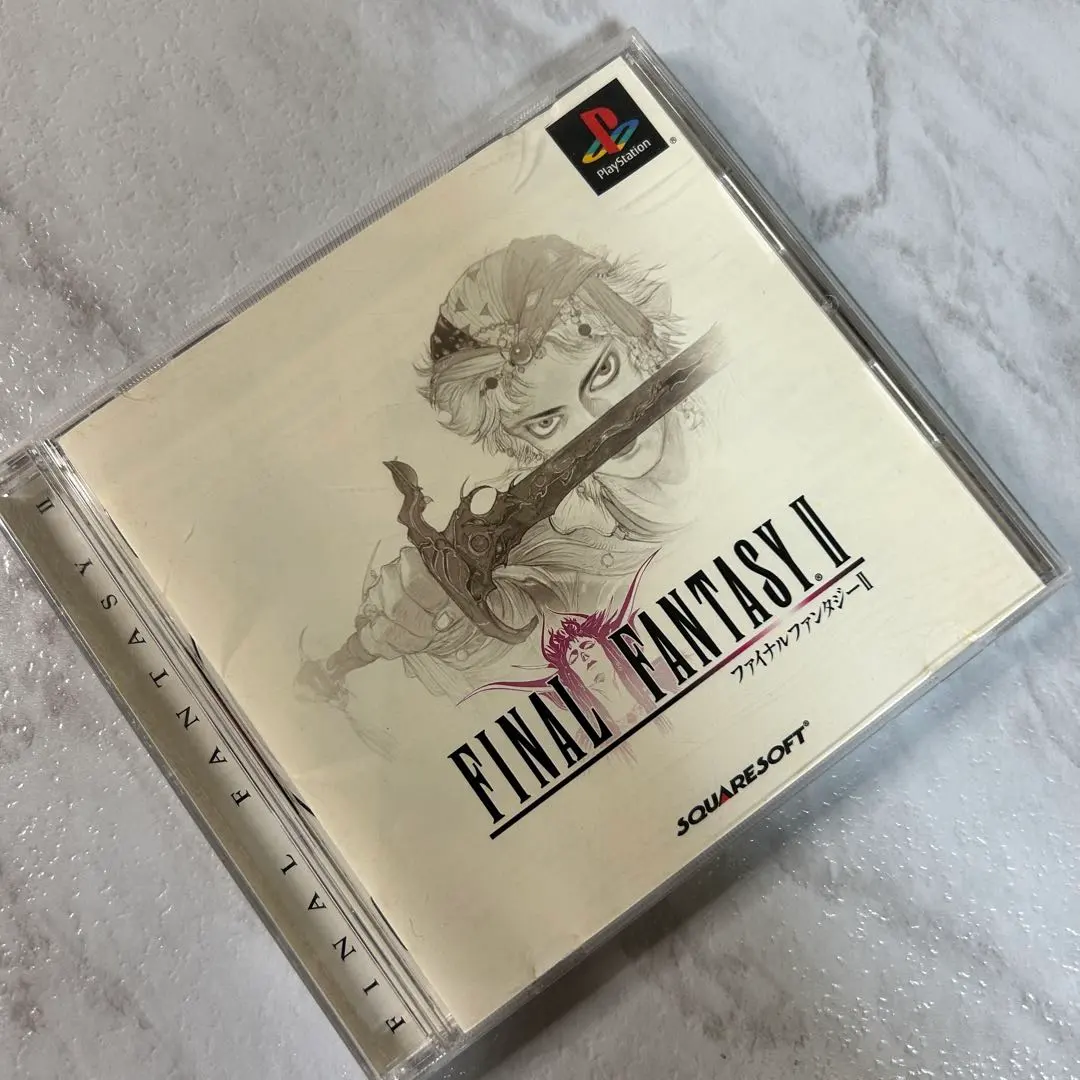 PlayStation
®
FINAL FANTASY® II
ファイナルファンタジーII
SQUARESOFT®
FINAL FANTASY II